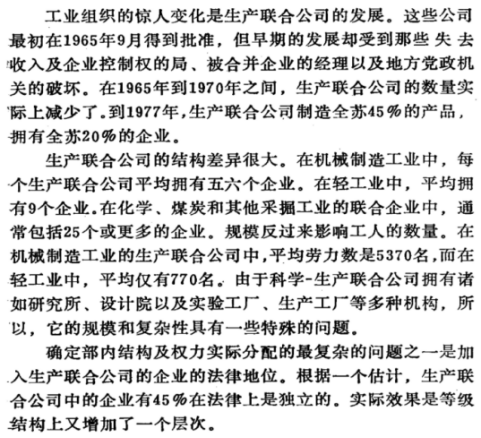 工业组织的惊人变化是生产联合公司的发展。这些公司
最初在1965年9月得到批准，但早期的发展却受到那些失去
收入及企业控制权的局、被合并企业的经理以及地方党政机
关的破坏。在1965年到1970年之间，生产联合公司的数量实
际上减少了。到1977年，生产联合公司制造全苏45％的产品，
拥有全苏20％的企业。
生产联合公司的结构差异很大。在机械制造工业中，每
个生产联合公司平均拥有五六个企业。在轻工业中，平均拥
有9个企业。在化学、煤炭和其他采掘工业的联合企业中，通
常包括25个或更多的企业。规模反过来影响工人的数量。在
机械制造工业的生产联合公司中，平均劳力数是5370名，而在
轻工业中，平均仅有770名。由于科学-生产联合公司拥有诸
如研究所、设计院以及实验工厂、生产工厂等多种机构，所
以，它的规模和复杂性具有一些特殊的问题。
确定部内结构及权力实际分配的最复杂的问题之一是加
入生产联合公司的企业的法律地位。根据一个估计，生产联
合公司中的企业有45％在法律上是独立的。实际效果是等级
结构上又增加了一个层次。